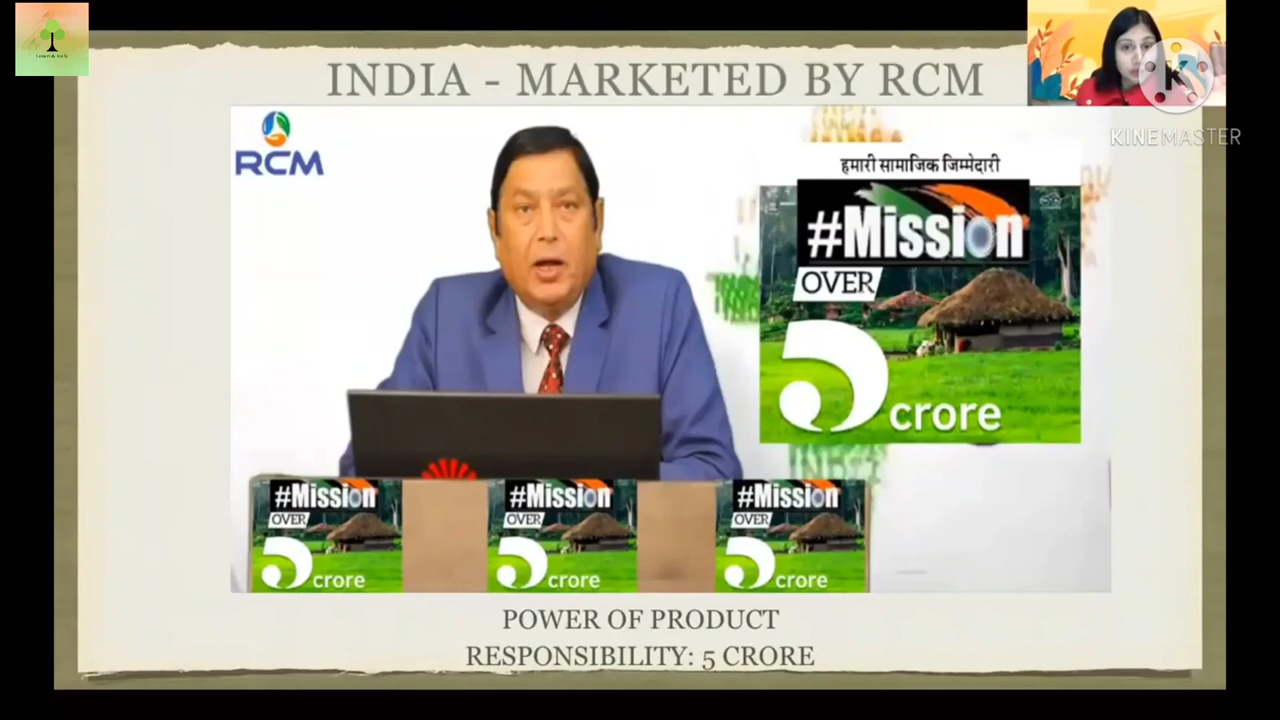 INDIA - MARKETED BY RCM
KINEMASTER
RCM
हमारी सामाजिक जिम्मेदारी
#Mission
OVER
5 crore
#Mission
OVER
5 crore
#Mission
OVER
5 crore
#Mission
OVER
5 crore
POWER OF PRODUCT
RESPONSIBILITY: 5 CRORE